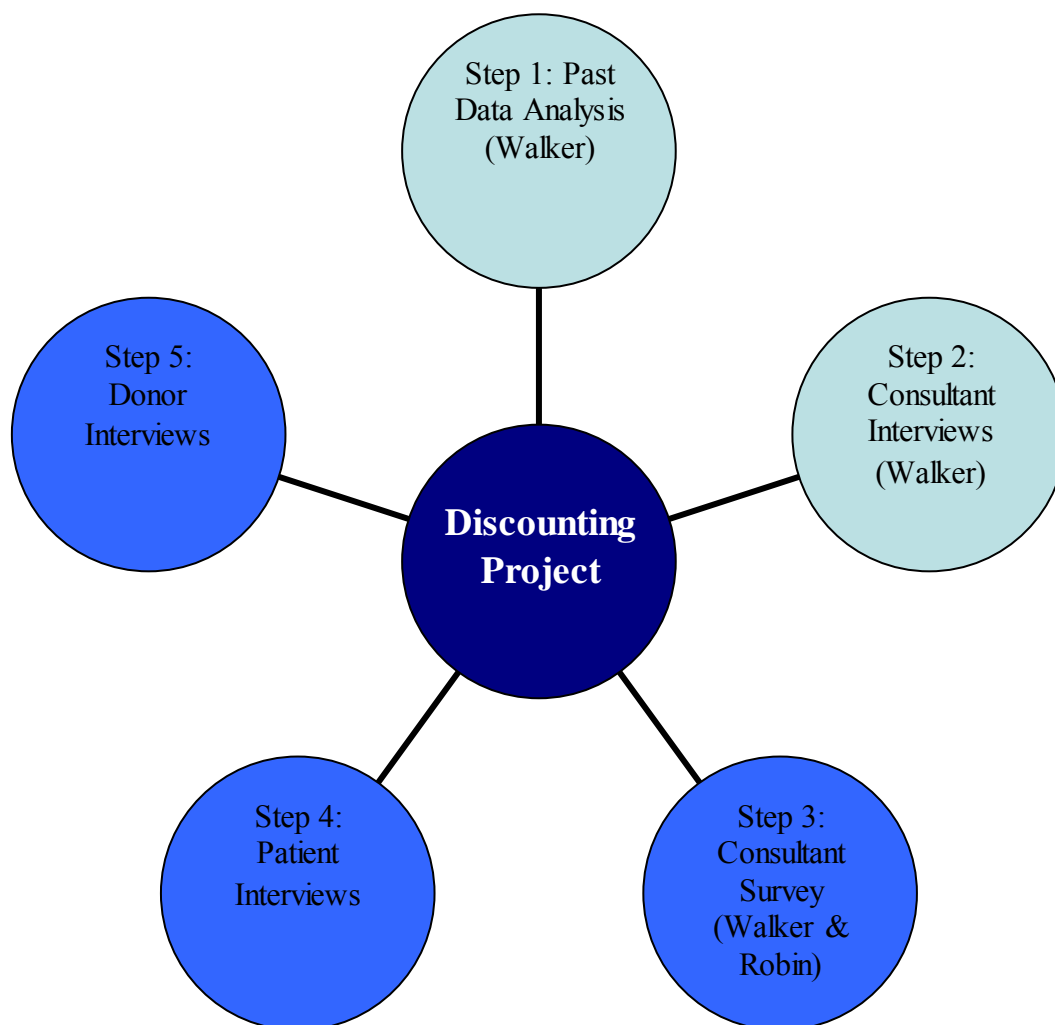 Step 1: Past
Data Analysis
(Walker)
Step 2:
Consultant
Interviews
(Walker)
Step 3:
Consultant
Survey
(Walker &
Robin)
Step 4:
Patient
Interviews
Step 5:
Donor
Interviews
Discounting
Project